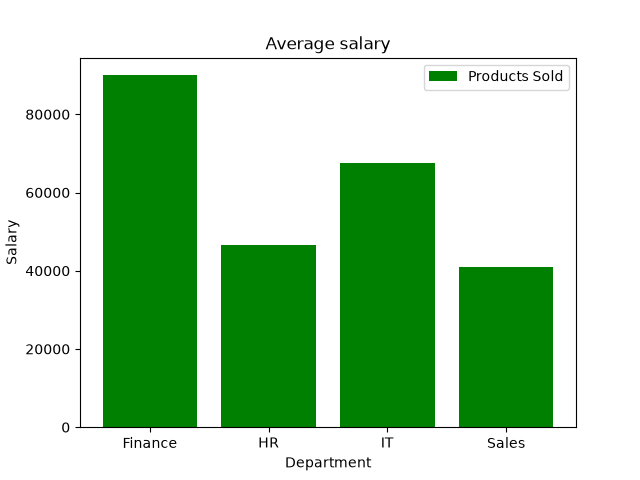 Average salary
Products Sold
80000
60000
40000
20000
0
Salary
Finance HR IT Sales
Department